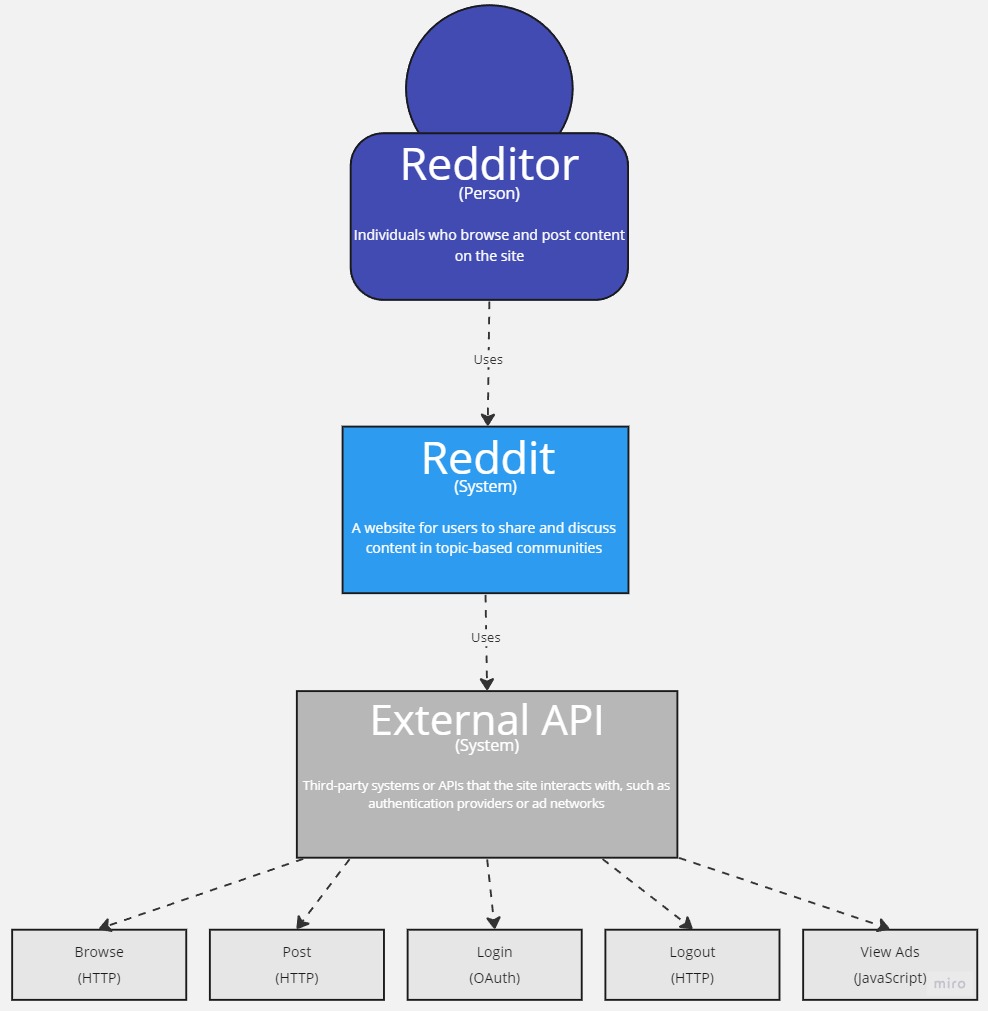 Redditor
(Person)
Individuals who browse and post content
on the site
Uses
Reddit
(System)
A website for users to share and discuss
content in topic-based communities
Uses
External API
(System)
Third-party systems or APIs that the site interacts with, such as
authentication providers or ad networks
Browse
(HTTP)
Post
(HTTP)
Login
(OAuth)
Logout
(HTTP)
View Ads
(JavaScript)
miro